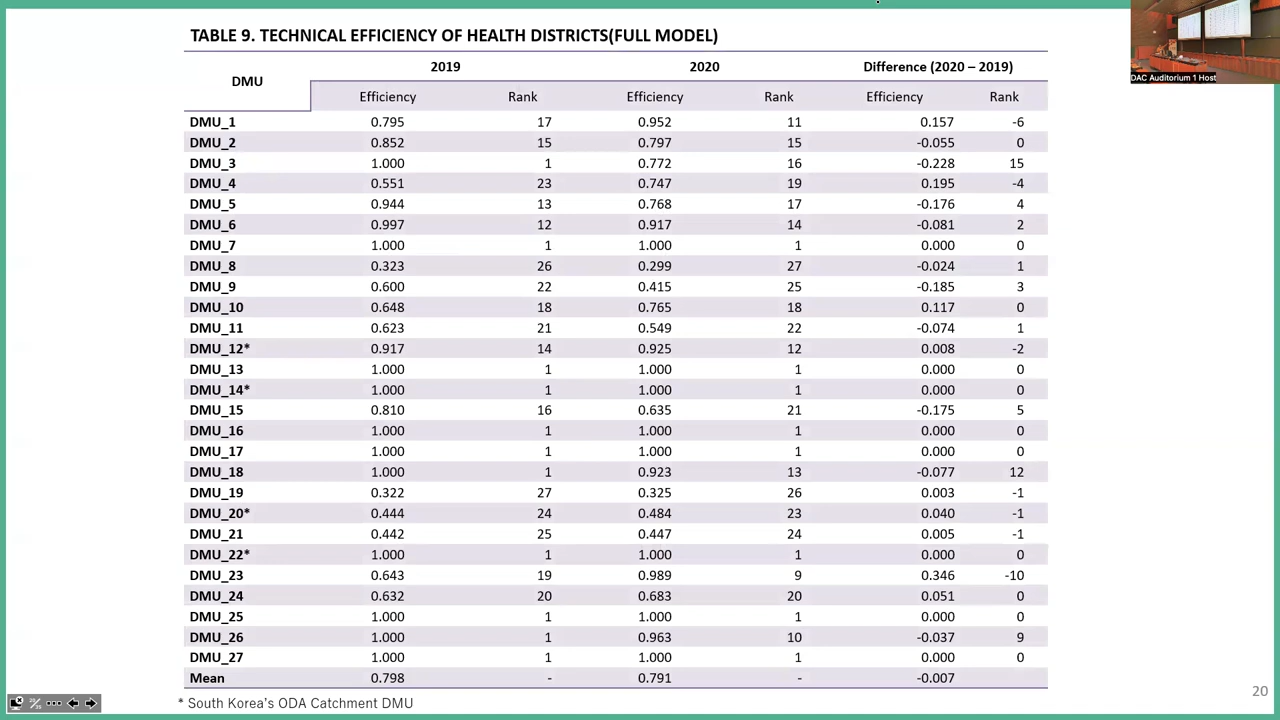 TABLE 9. TECHNICAL EFFICIENCY OF HEALTH DISTRICTS(FULL MODEL)
DMU 2019 2020 Difference (2020 – 2019)
Efficiency Rank Efficiency Rank Efficiency Rank
DMU_1 0.795 17 0.952 11 0.157 -6
DMU_2 0.852 15 0.797 15 -0.055 0
DMU_3 1.000 1 0.772 16 -0.228 15
DMU_4 0.551 23 0.747 19 0.195 -4
DMU_5 0.944 13 0.768 17 -0.176 4
DMU_6 0.997 12 0.917 14 -0.081 2
DMU_7 1.000 1 1.000 1 0.000 0
DMU_8 0.323 26 0.299 27 -0.024 1
DMU_9 0.600 22 0.415 25 -0.185 3
DMU_10 0.648 18 0.765 18 0.117 0
DMU_11 0.623 21 0.549 22 -0.074 1
DMU_12* 0.917 14 0.925 12 0.008 -2
DMU_13 1.000 1 1.000 1 0.000 0
DMU_14* 1.000 1 1.000 1 0.000 0
DMU_15 0.810 16 0.635 21 -0.175 5
DMU_16 1.000 1 1.000 1 0.000 0
DMU_17 1.000 1 1.000 1 0.000 0
DMU_18 1.000 1 0.923 13 -0.077 12
DMU_19 0.322 27 0.325 26 0.003 -1
DMU_20* 0.444 24 0.484 23 0.040 -1
DMU_21 0.442 25 0.447 24 0.005 -1
DMU_22* 1.000 1 1.000 1 0.000 0
DMU_23 0.643 19 0.989 9 0.346 -10
DMU_24 0.632 20 0.683 20 0.051 0
DMU_25 1.000 1 1.000 1 0.000 0
DMU_26 1.000 1 0.963 10 -0.037 9
DMU_27 1.000 1 1.000 1 0.000 0
Mean 0.798 - 0.791 - -0.007
* South Korea's ODA Catchment DMU
20
DAC Auditorium 1 Host